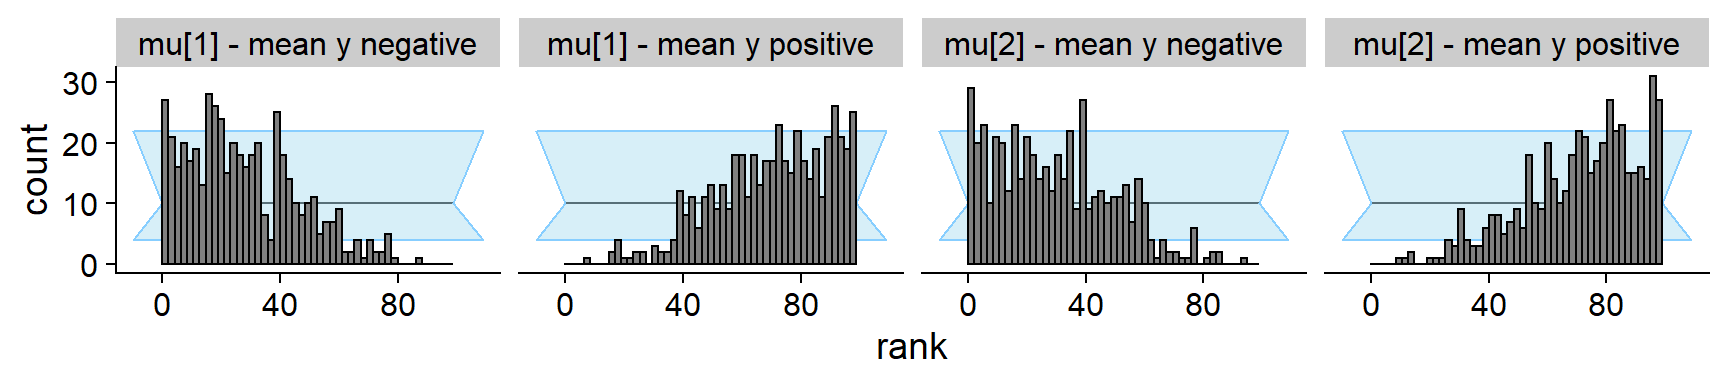 mu[1] - mean y negative
mu[1] - mean y positive
mu[2] - mean y negative
mu[2] - mean y positive
30
20
10
0
count
0 40 80
0 40 80
0 40 80
0 40 80
rank